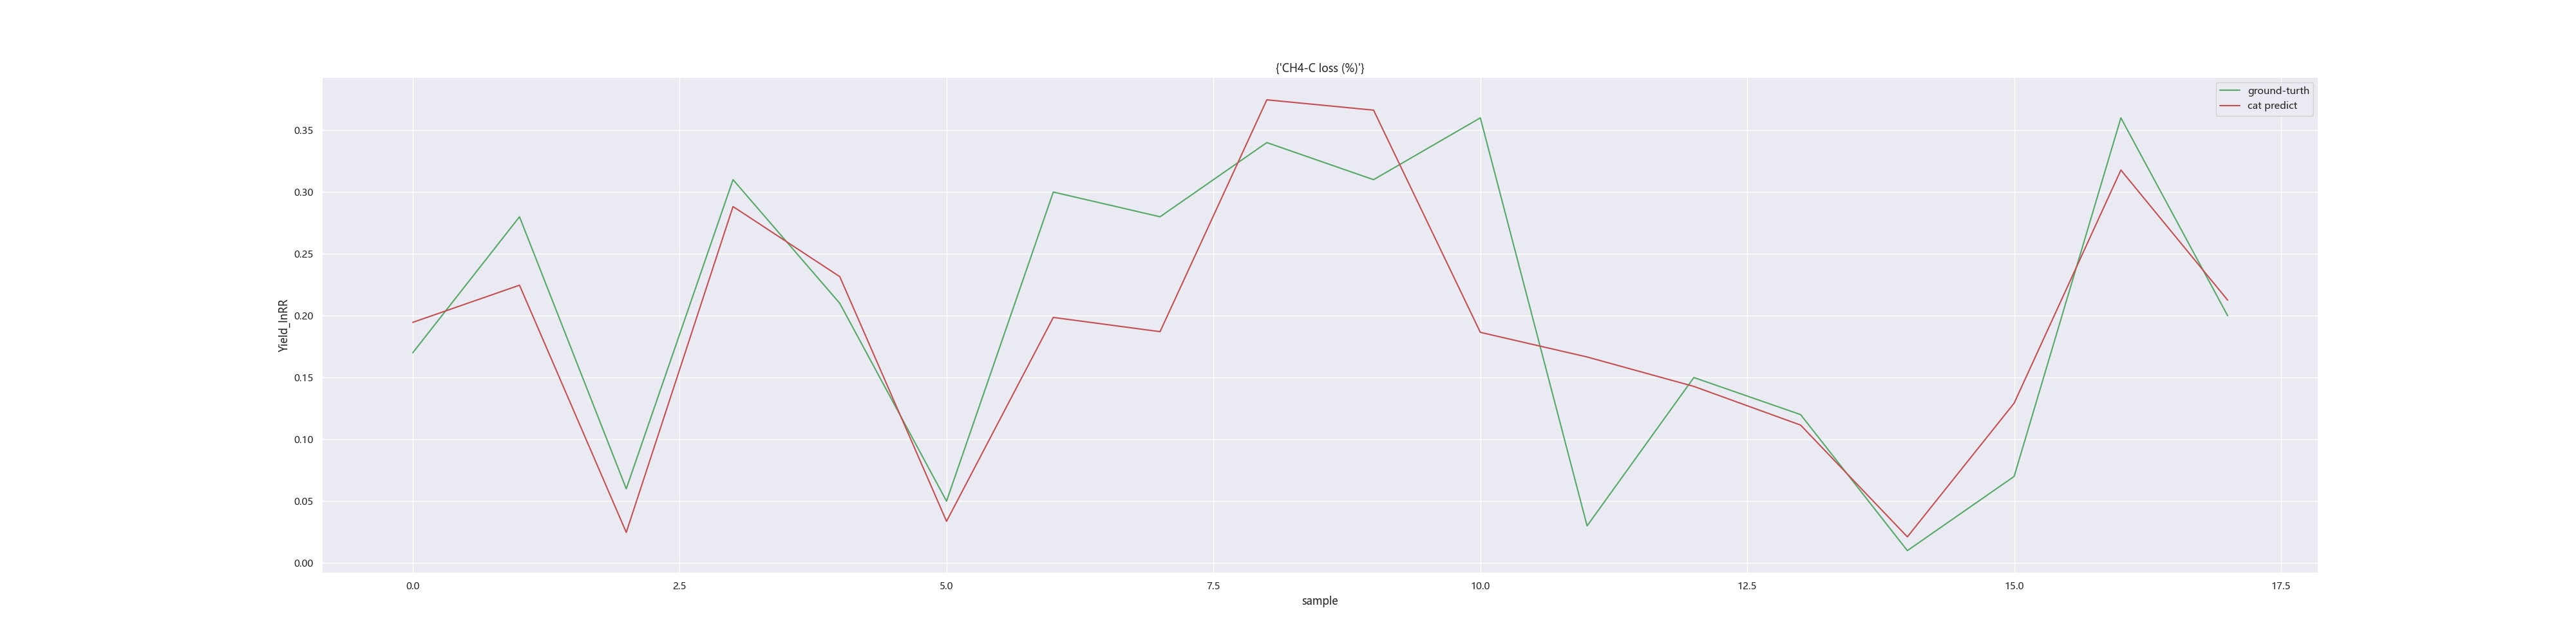 {'CH4-C loss (%)'}
ground-turth
cat predict
Yield_lnRR
0.35
0.30
0.25
0.20
0.15
0.10
0.05
0.00
0.0 2.5 5.0 7.5 10.0 12.5 15.0 17.5
sample